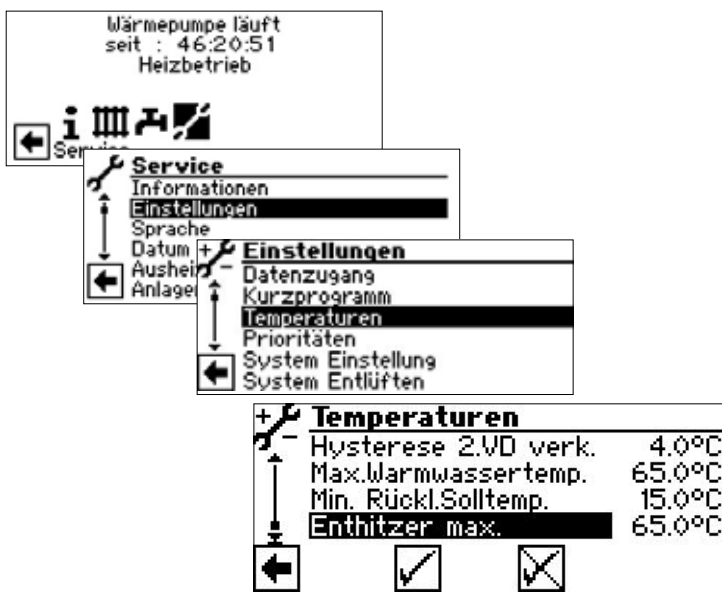 Wärmepumpe läuft
seit : 46:20:51
Heizbetrieb
Service
Informationen
Einstellungen
Sprache
Datum
Anlagen
Einstellungen
Datenzugang
Kurzprogramm
Temperaturen
Prioritäten
System Einstellung
System Entlüften
Temperaturen
Hysterese 2.VD verk. 4.0°C
Max.Warmwassertemp. 65.0°C
Min. Rückl.Solltemp. 15.0°C
Enthitzer max. 65.0°C